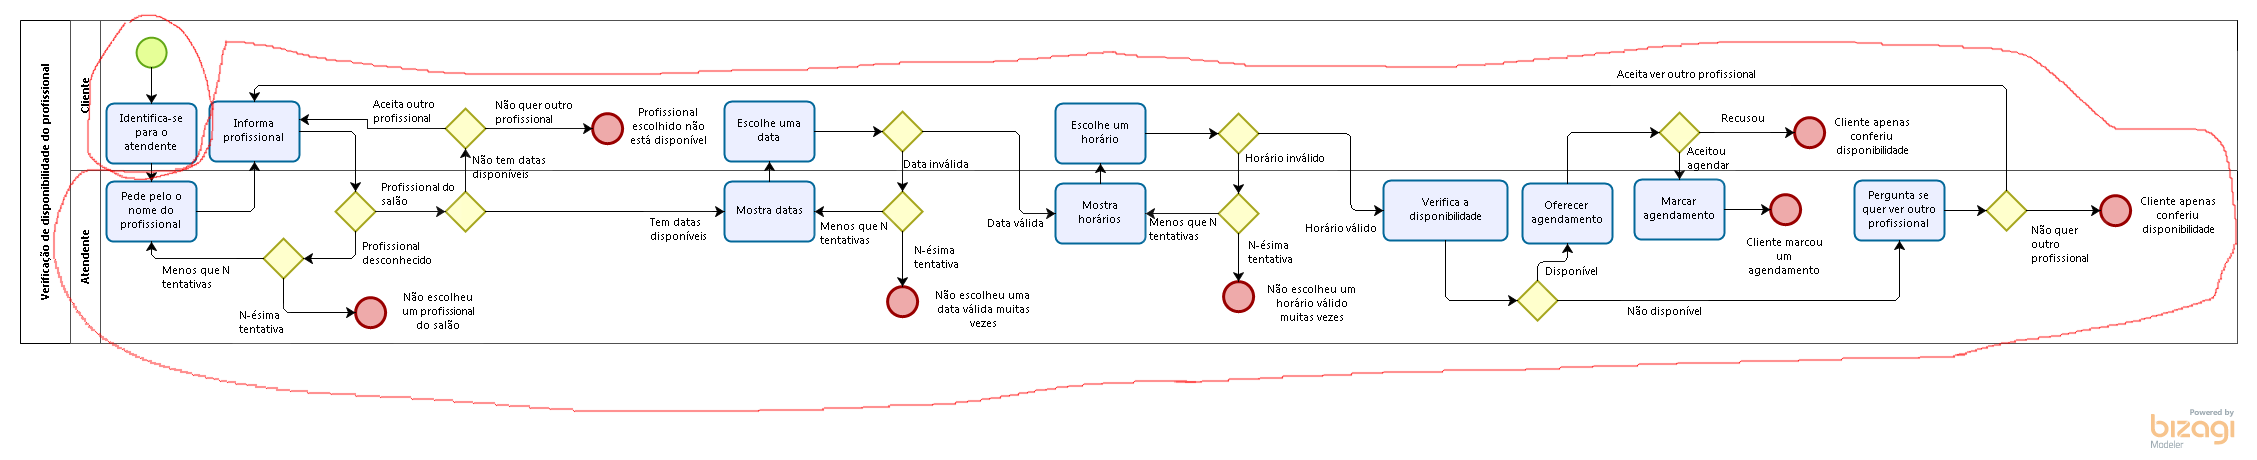 Verificação de disponibilidade do profissional
Cliente
Atendente
Identifica-se
para o
atendente
Informa
profissional
Aceita outro
profissional
Não quer outro
profissional
Profissional
escolhido não
está disponível
Não tem datas
disponíveis
Pede pelo o
nome do
profissional
Profissional do
salão
Profissional
desconhecido
Menos que N
tentativas
N-ésima
tentativa
Não escolheu
um profissional
do salão
Tem datas
disponíveis
Escolhe uma
data
Mostra datas
Data inválida
Menos que N
tentativas
N-ésima
tentativa
Não escolheu uma
data válida muitas
vezes
Data válida
Escolhe um
horário
Mostra
horários
Horário inválido
Menos que N
tentativas
N-ésima
tentativa
Não escolheu um
horário válido
muitas vezes
Horário válido
Verifica a
disponibilidade
Oferecer
agendamento
Disponível
Não disponível
Recusou
Cliente apenas
conferiu
disponibilidade
Aceitou
agendar
Marcar
agendamento
Cliente marcou
um
agendamento
Aceita ver outro profissional
Pergunta se
quer ver outro
profissional
Não quer
outro
profissional
Cliente apenas
conferiu
disponibilidade
Powered by
bizagi
Modeler